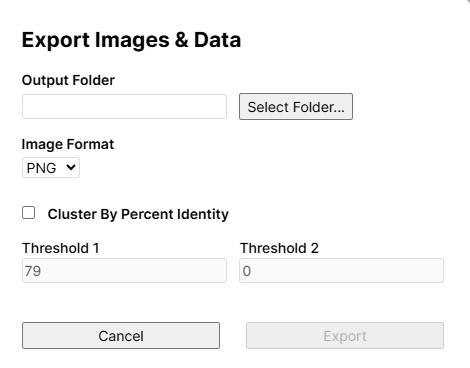 Export Images & Data
Output Folder
Select Folder...
Image Format
PNG
Cluster By Percent Identity
Threshold 1 Threshold 2
79 0
Cancel Export